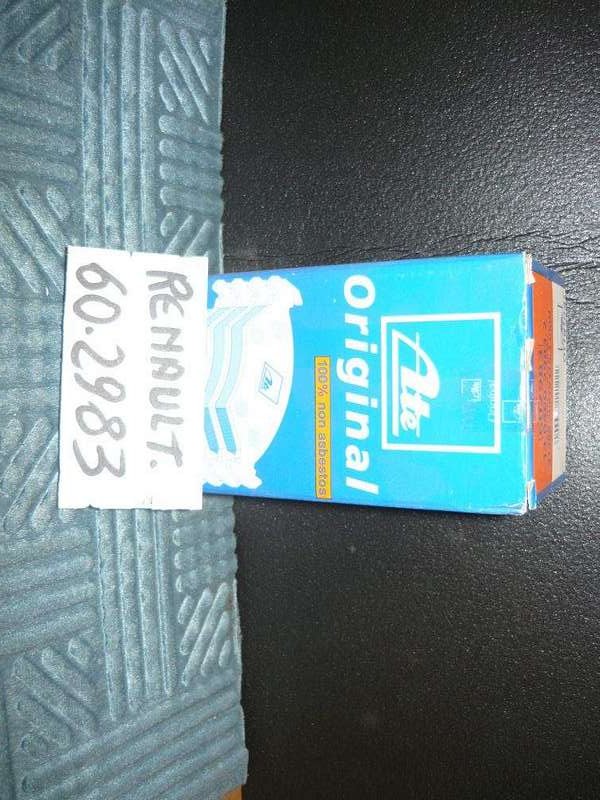 Ate
Original
100% non asbestos
RENAULT.
60.2983